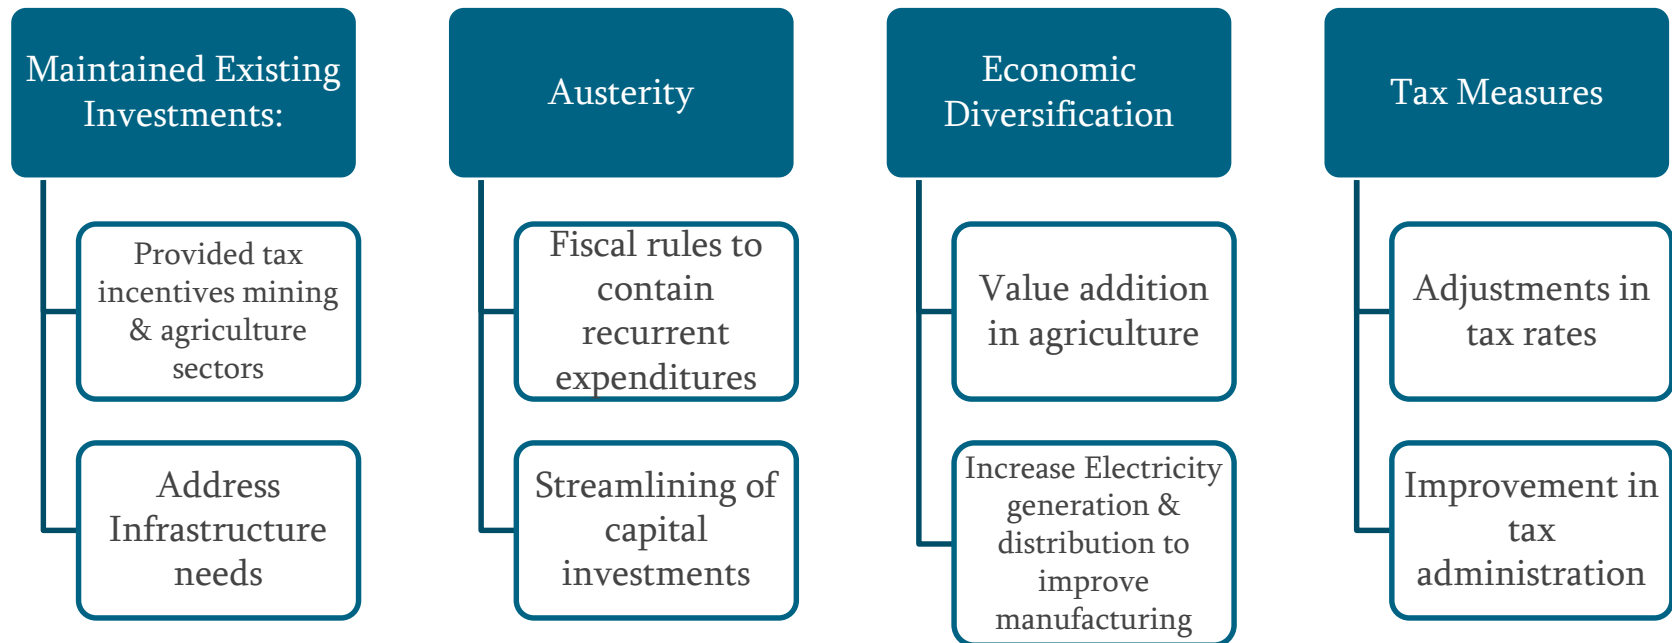 Maintained Existing
Investments:
Provided tax
incentives mining
& agriculture
sectors
Address
Infrastructure
needs
Austerity
Fiscal rules to
contain
recurrent
expenditures
Streamlining of
capital
investments
Economic
Diversification
Value addition
in agriculture
Increase Electricity
generation &
distribution to
improve
manufacturing
Tax Measures
Adjustments in
tax rates
Improvement in
tax
administration